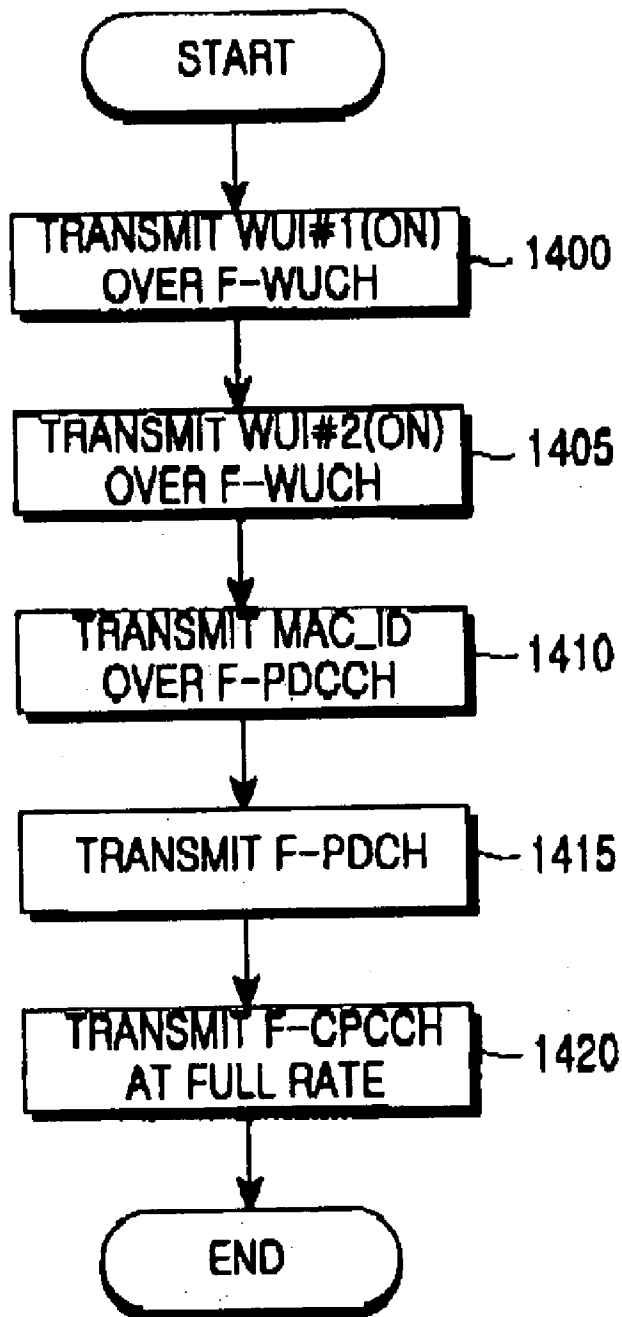 START
TRANSMIT WUI#1(ON)
OVER F-WUCH
1400
TRANSMIT WUI#2(ON)
OVER F-WUCH
1405
TRANSMIT MAC_ID
OVER F-PDCCH
1410
TRANSMIT F-PDCH
1415
TRANSMIT F-CPCCH
AT FULL RATE
1420
END